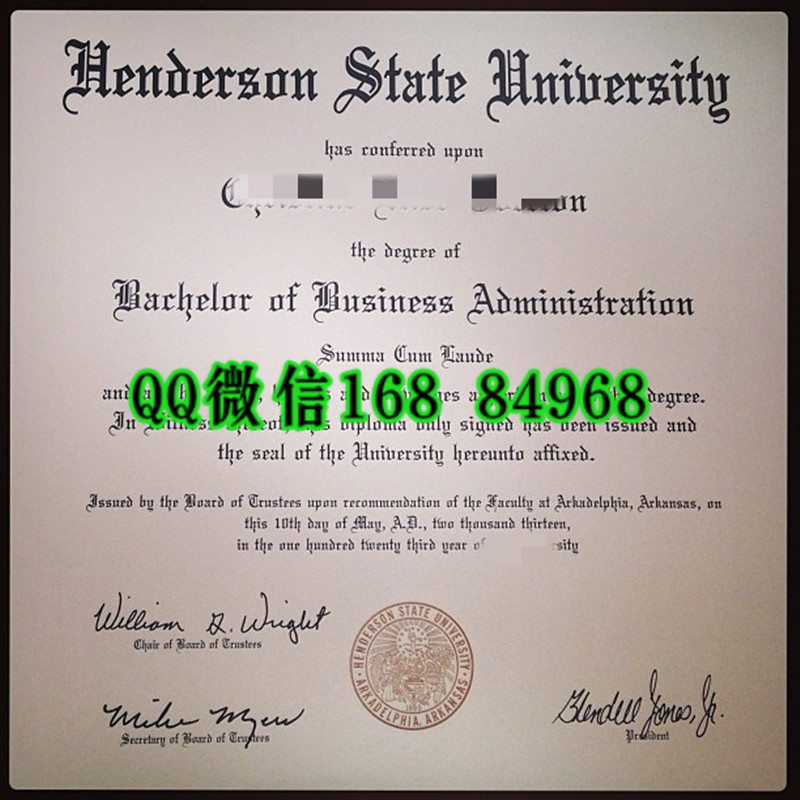 Henderson State University
has conferred upon
the degree of
Bachelor of Business Administration
Summa Cum Laude
QQ微信168 84968
and degree.
In this Diploma duly signed has been issued and
the seal of the University hereunto affixed.
Issued by the Board of Trustees upon recommendation of the Faculty at Arkadelphia, Arkansas, on
this 10th day of May, A.D., two thousand thirteen,
in the one hundred twenty third year of
William G. Wright
Chair of Board of Trustees
HENDERSON STATE UNIVERSITY
ARKADELPHIA, ARKANSAS
Secretary of Board of Trustees
Glendell Jones, Jr.
President